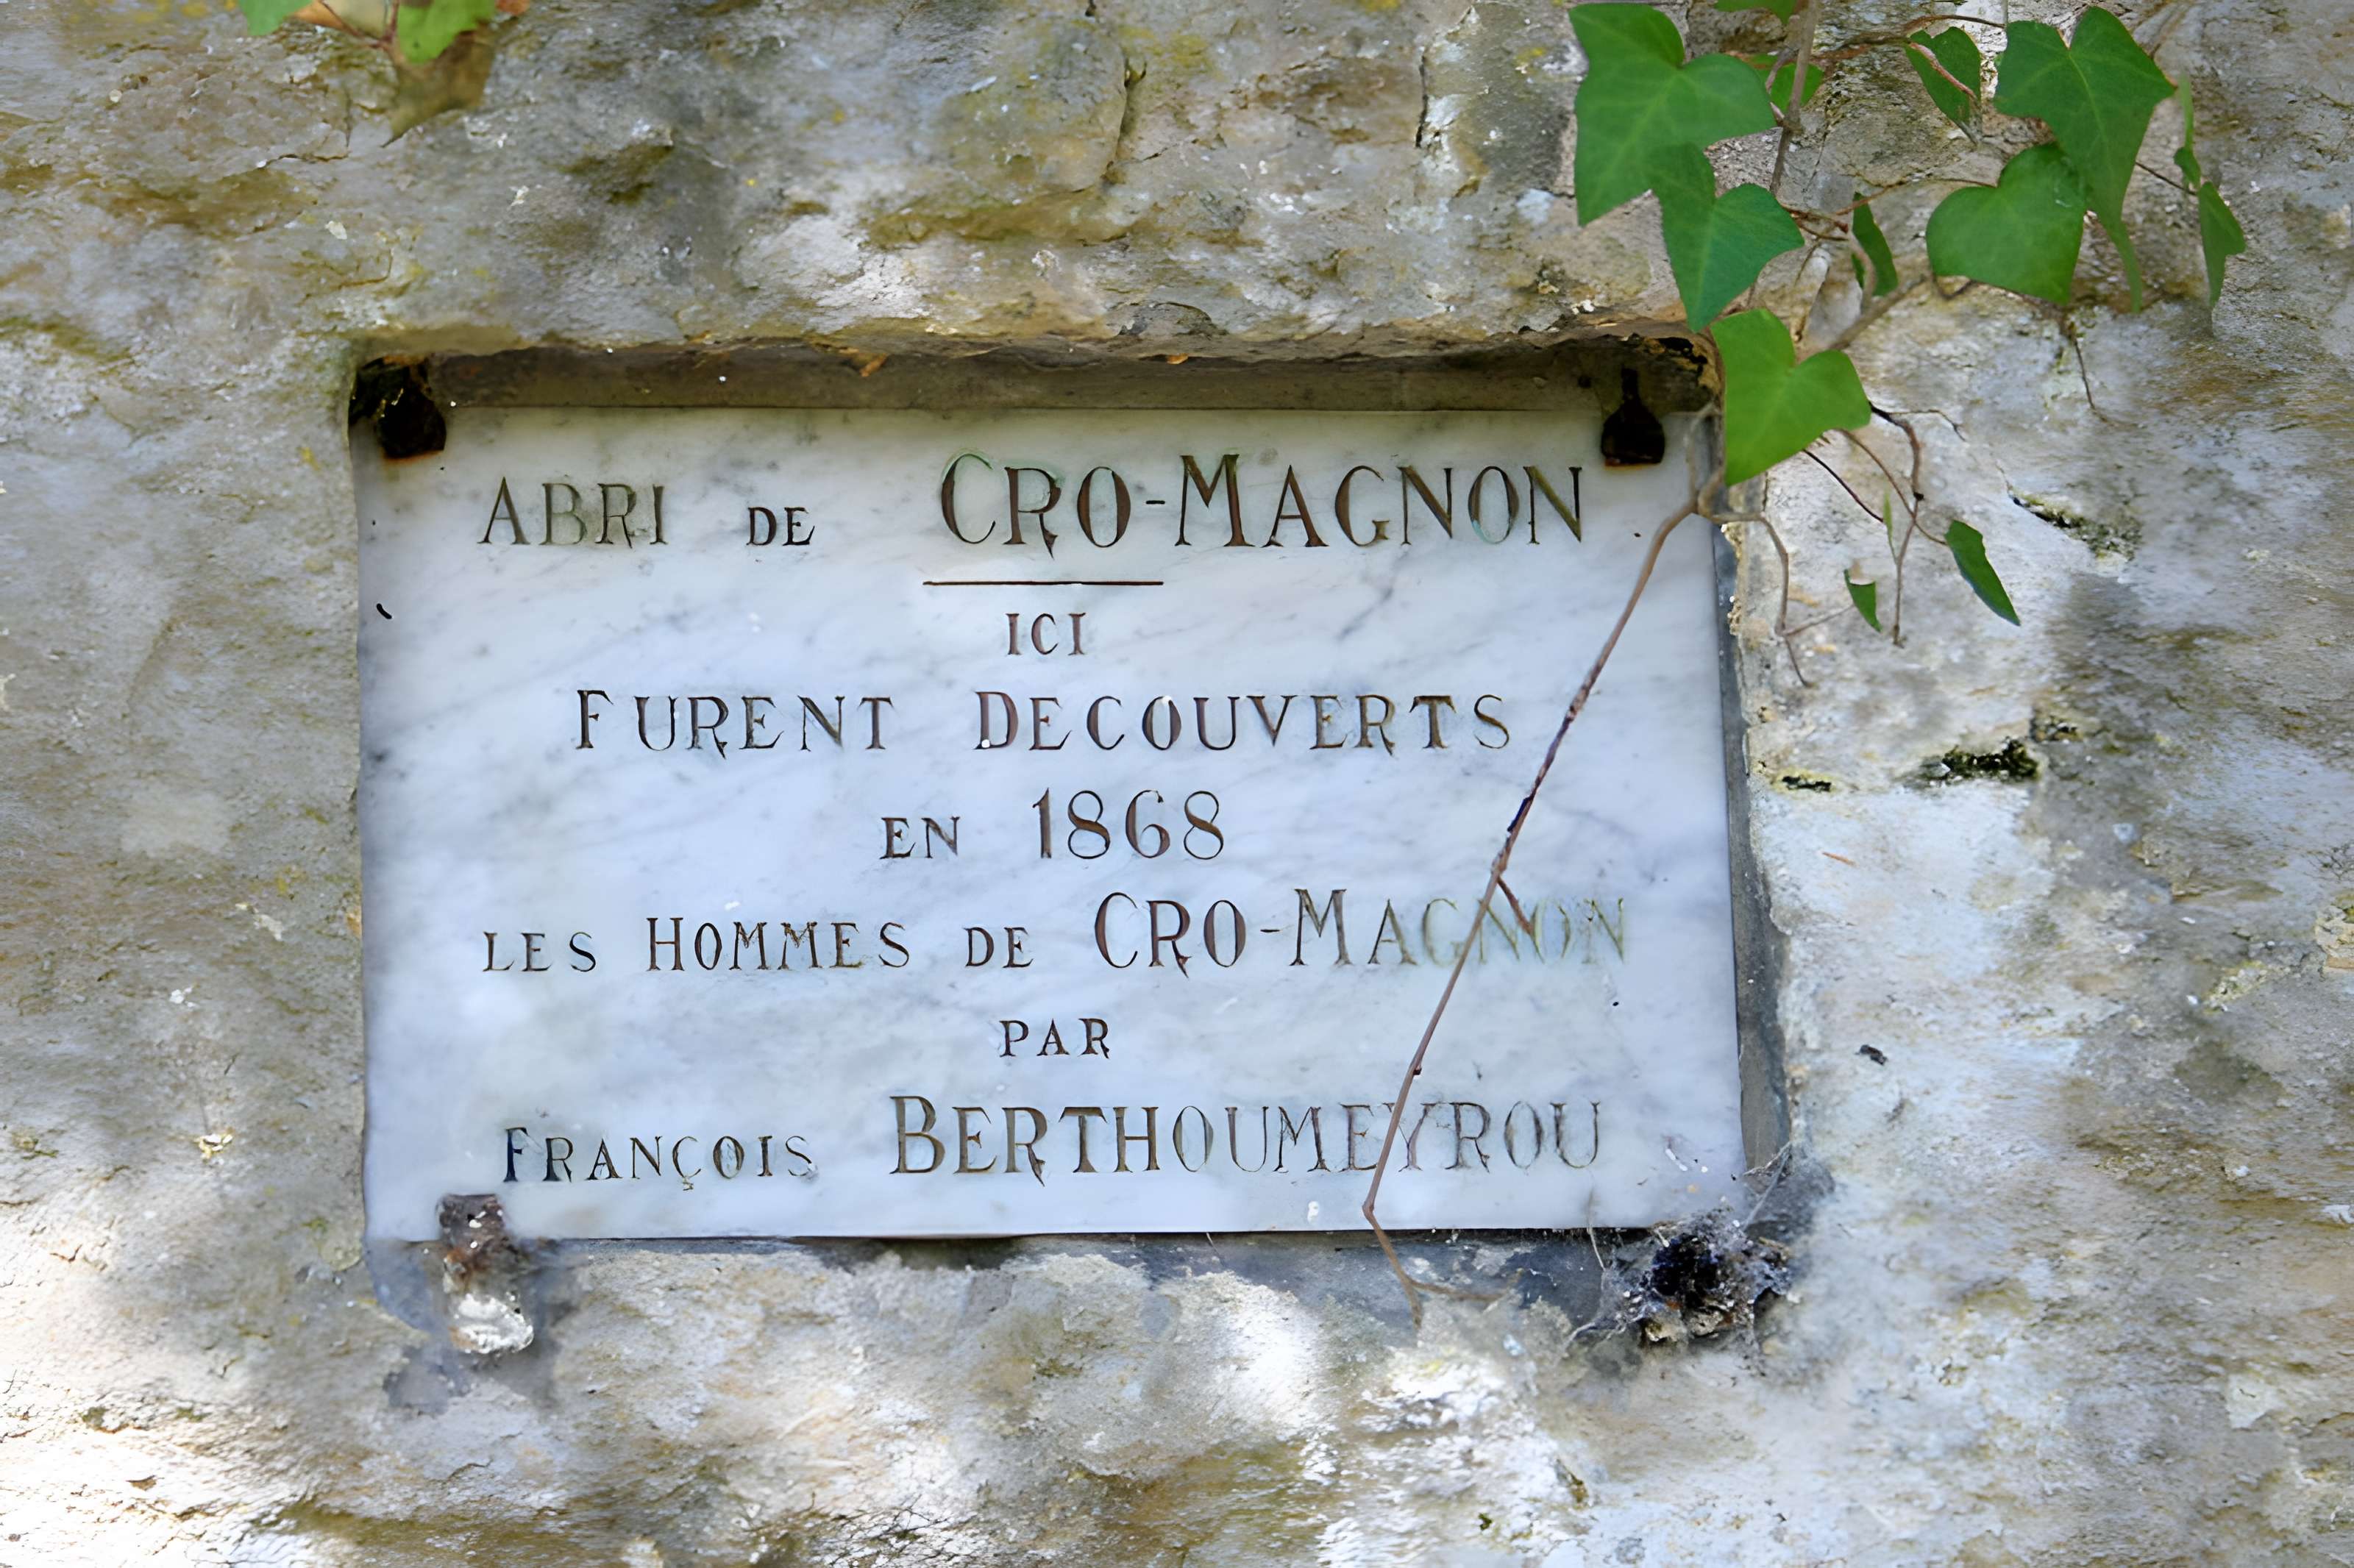 ABRI DE CRO-MAGNON
ICI
FURENT DECOUVERTS
EN 1868
LES HOMMES DE CRO-MAGNON
PAR
FRANÇOIS BERTHOUMEYROU